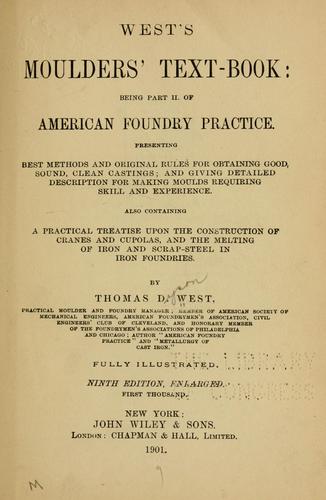 WEST'S
MOULDERS' TEXT-BOOK:
BEING PART II. OF
AMERICAN FOUNDRY PRACTICE.
PRESENTING
BEST METHODS AND ORIGINAL RULES FOR OBTAINING GOOD,
SOUND, CLEAN CASTINGS; AND GIVING DETAILED
DESCRIPTION FOR MAKING MOULDS REQUIRING
SKILL AND EXPERIENCE.
ALSO CONTAINING
A PRACTICAL TREATISE UPON THE CONSTRUCTION OF
CRANES AND CUPOLAS, AND THE MELTING
OF IRON AND SCRAP-STEEL IN
IRON FOUNDRIES.
BY
yson
THOMAS D. WEST,
PRACTICAL MOULDER AND FOUNDRY MANAGER; MEMBER OF AMERICAN SOCIETY OF
MECHANICAL ENGINEERS, AMERICAN FOUNDRYMEN'S ASSOCIATION, CIVIL
ENGINEERS' CLUB OF CLEVELAND, AND HONORARY MEMBER
OF THE FOUNDRYMEN'S ASSOCIATIONS OF PHILADELPHIA
AND CHICAGO; AUTHOR "AMERICAN FOUNDRY
PRACTICE" AND "METALLURGY OF
CAST IRON."
FULLY ILLUSTRATED.
NINTH EDITION, ENLARGED.
FIRST THOUSAND.
NEW YORK:
JOHN WILEY & SONS.
LONDON: CHAPMAN & HALL, LIMITED.
1901.
M